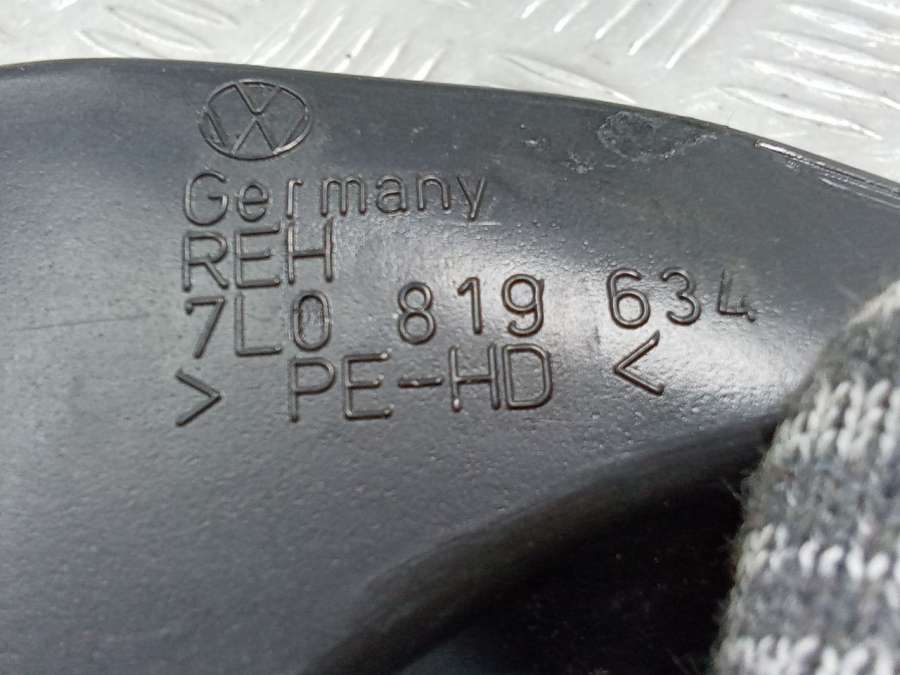 Germany
REH
7L0 819 634
> PE-HD <